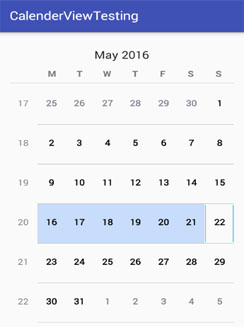 CalenderViewTesting
May 2016
M T W T F S S
17 25 26 27 28 29 30 1
18 2 3 4 5 6 7 8
19 9 10 11 12 13 14 15
20 16 17 18 19 20 21 22
21 23 24 25 26 27 28 29
22 30 31 1 2 3 4 5